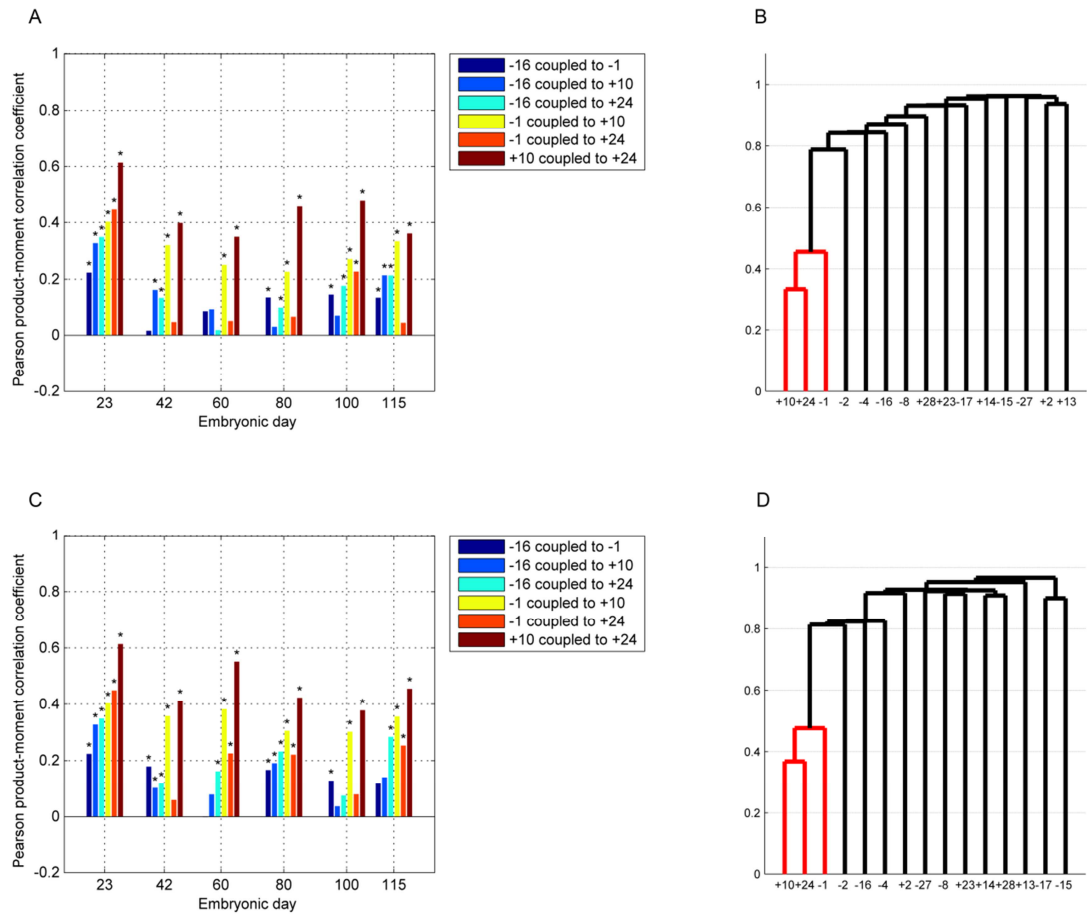 A
Pearson product-moment correlation coefficient
1
0.8
0.6
0.4
0.2
0
-0.2
* * * * * *
* * * *
* *
* * * *
* * * * *
* * * * *
23 42 60 80 100 115
Embryonic day
-16 coupled to -1
-16 coupled to +10
-16 coupled to +24
-1 coupled to +10
-1 coupled to +24
+10 coupled to +24
B
1
0.8
0.6
0.4
0.2
0
+10+24 -1 -2 -4 -16 -8 +28+23-17 +14-15 -27 +2 +13
C
Pearson product-moment correlation coefficient
1
0.8
0.6
0.4
0.2
0
-0.2
* * * * * *
* * * * *
* * * *
* * * * * *
* * *
* * * *
23 42 60 80 100 115
Embryonic day
-16 coupled to -1
-16 coupled to +10
-16 coupled to +24
-1 coupled to +10
-1 coupled to +24
+10 coupled to +24
D
1
0.8
0.6
0.4
0.2
0
+10+24 -1 -2 -16 -4 +2 -27 -8 +23+14+28+13-17 -15